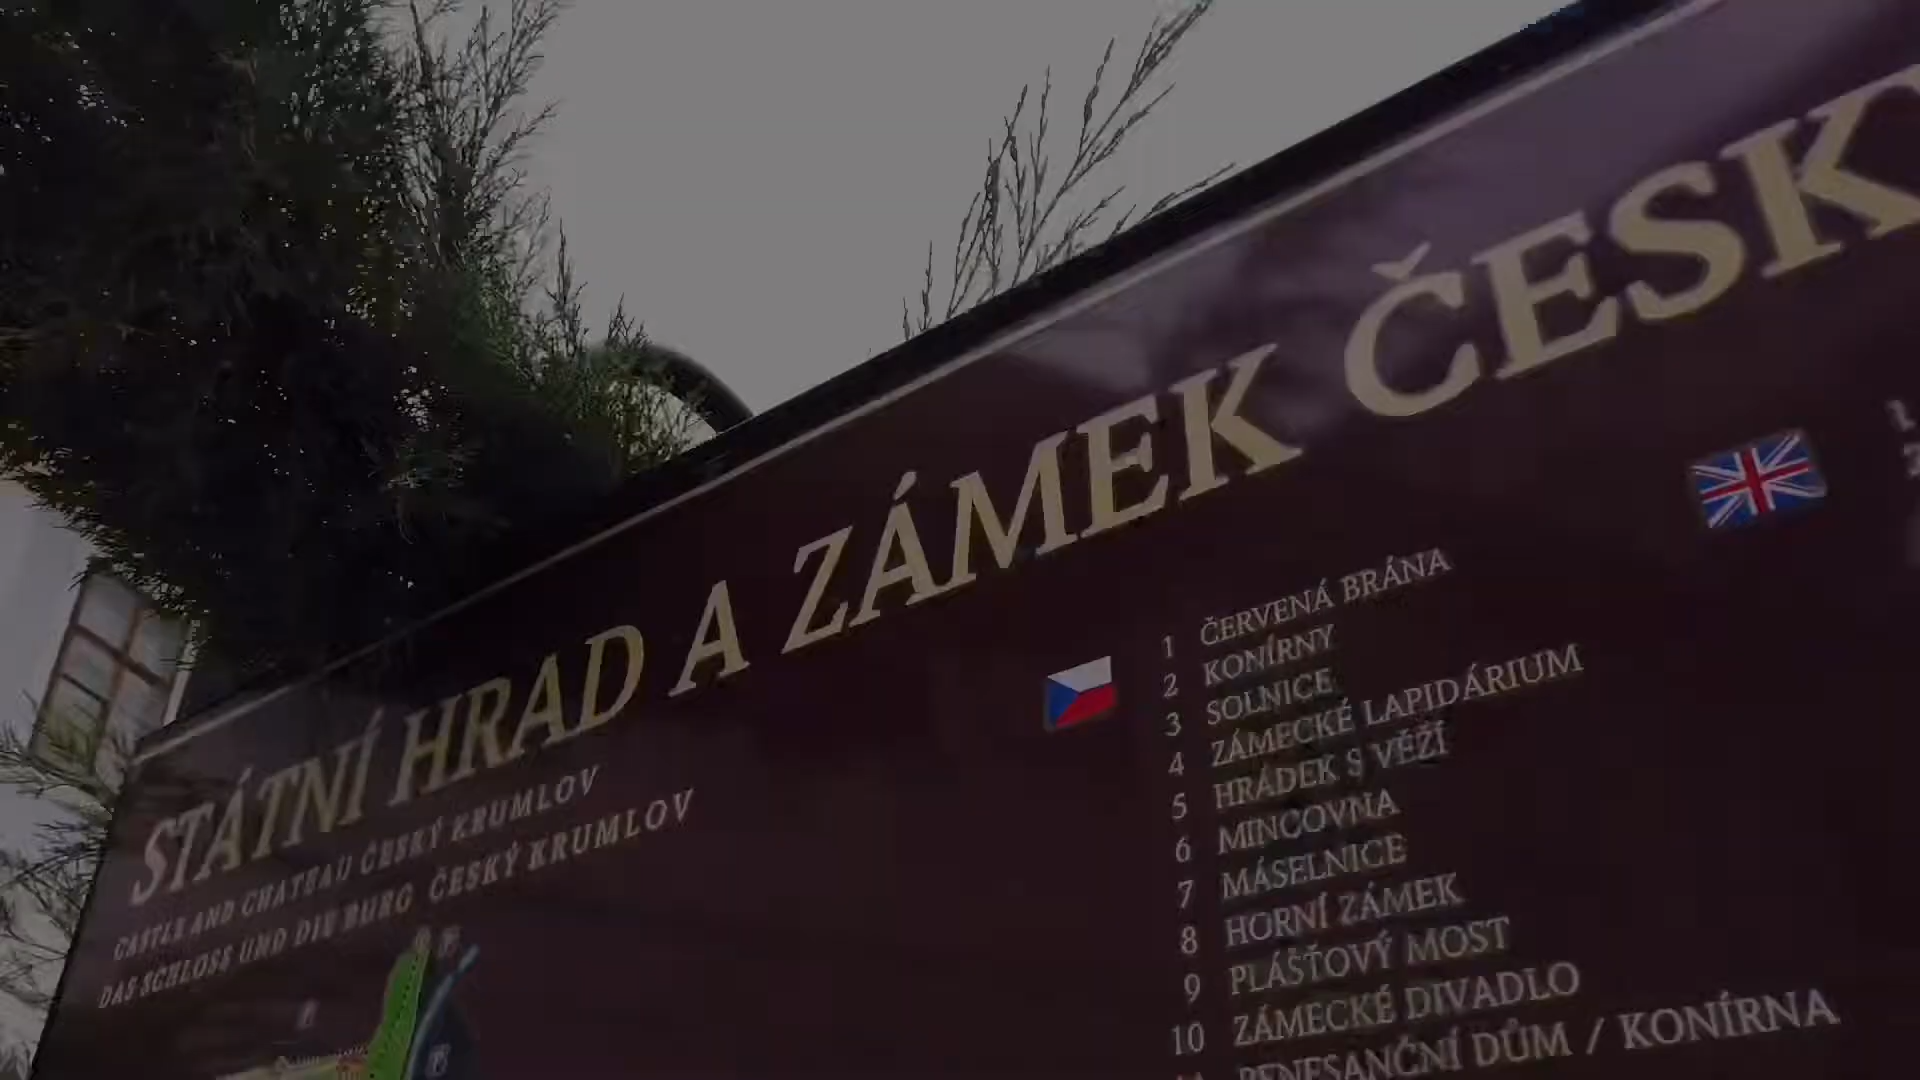 STÁTNÍ HRAD A ZÁMEK ČESKÝ
CASTLE AND CHATEAU ČESKÝ KRUMLOV
DAS SCHLOSS UND DIE BURG ČESKÝ KRUMLOV
1 ČERVENÁ BRÁNA
2 KONÍRNY
3 SOLNICE
4 ZÁMECKÉ LAPIDÁRIUM
5 HRÁDEK S VĚŽÍ
6 MINCOVNA
7 MÁSELNICE
8 HORNÍ ZÁMEK
9 PLÁŠŤOVÝ MOST
10 ZÁMECKÉ DIVADLO
11 RENESANČNÍ DŮM / KONÍRNA